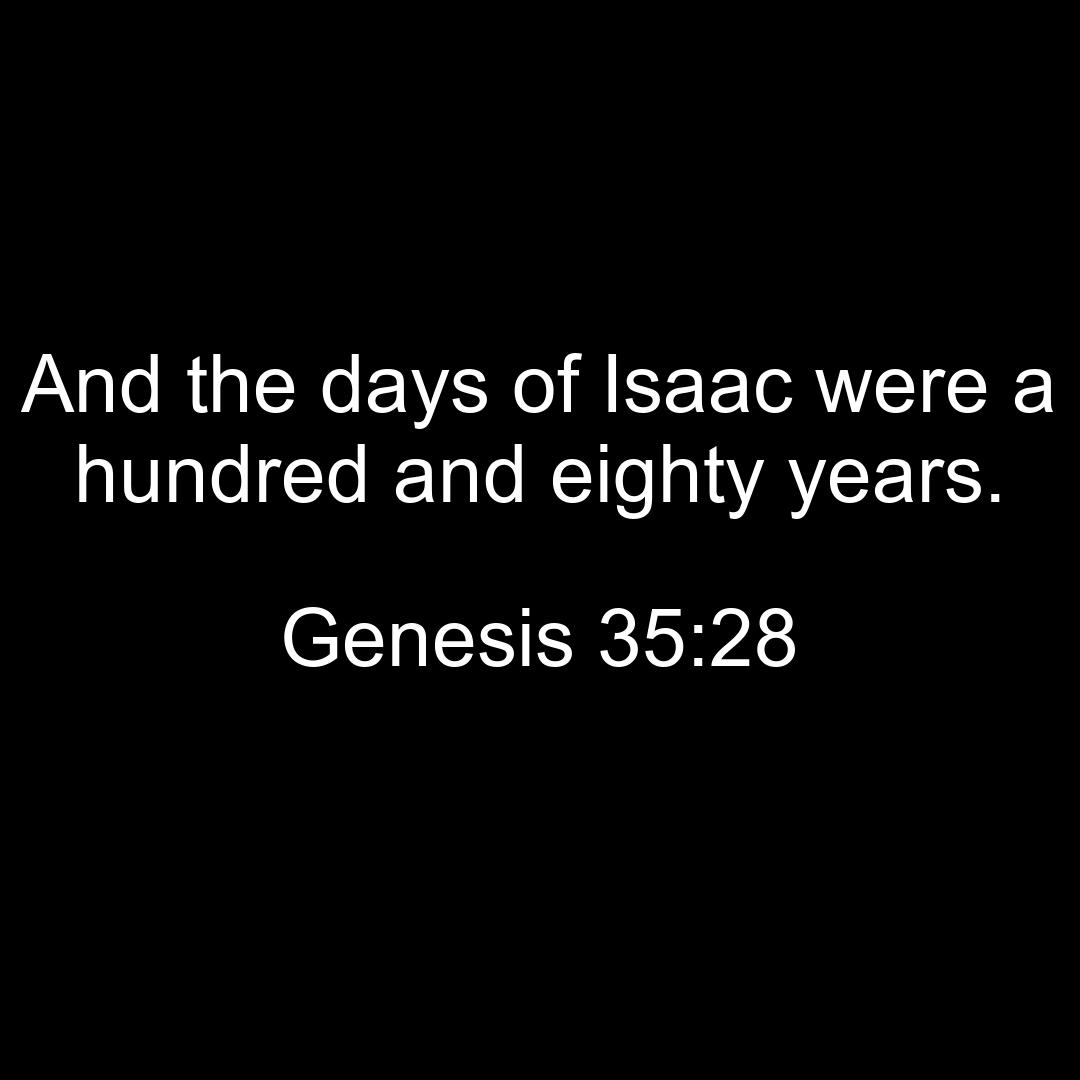 And the days of Isaac were a
hundred and eighty years.
Genesis 35:28